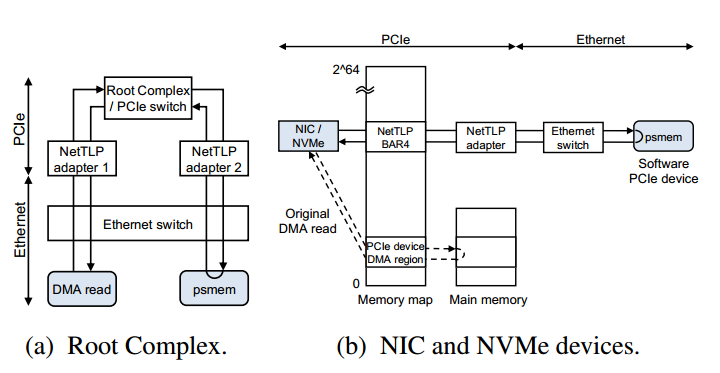 PCIe
Root Complex
/ PCIe switch
NetTLP
adapter 1
NetTLP
adapter 2
Ethernet
Ethernet switch
DMA read
psmem
(a) Root Complex.
PCIe
Ethernet
2^64
NIC /
NVMe
NetTLP
BAR4
NetTLP
adapter
Ethernet
switch
psmem
Software
PCIe device
Original
DMA read
PCIe device
DMA region
0
Memory map
Main memory
(b) NIC and NVMe devices.